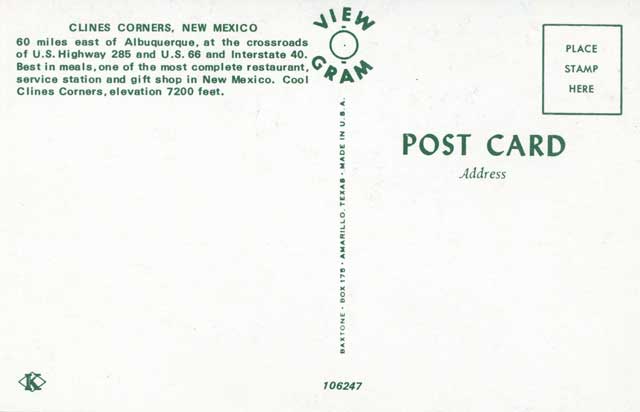 CLINES CORNERS, NEW MEXICO
60 miles east of Albuquerque, at the crossroads
of U.S. Highway 285 and U.S. 66 and Interstate 40.
Best in meals, one of the most complete restaurant,
service station and gift shop in New Mexico. Cool
Clines Corners, elevation 7200 feet.
VIEW
GRAM
BAXTONE · BOX 175 · AMARILLO, TEXAS · MADE IN U.S.A.
PLACE
STAMP
HERE
POST CARD
Address
K
106247